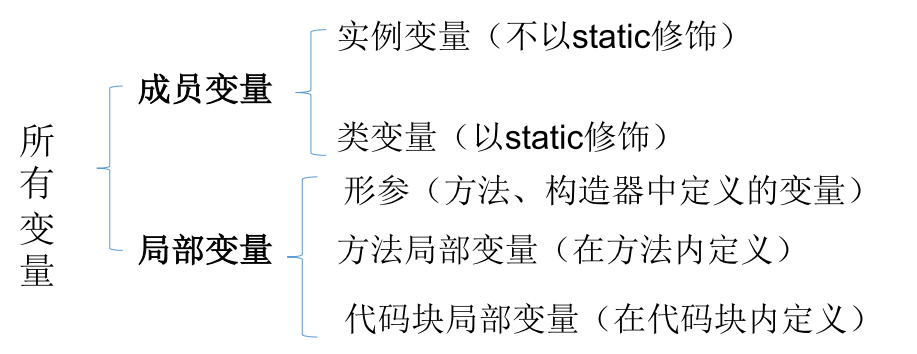 所有变量
成员变量
实例变量（不以static修饰）
类变量（以static修饰）
局部变量
形参（方法、构造器中定义的变量）
方法局部变量（在方法内定义）
代码块局部变量（在代码块内定义）